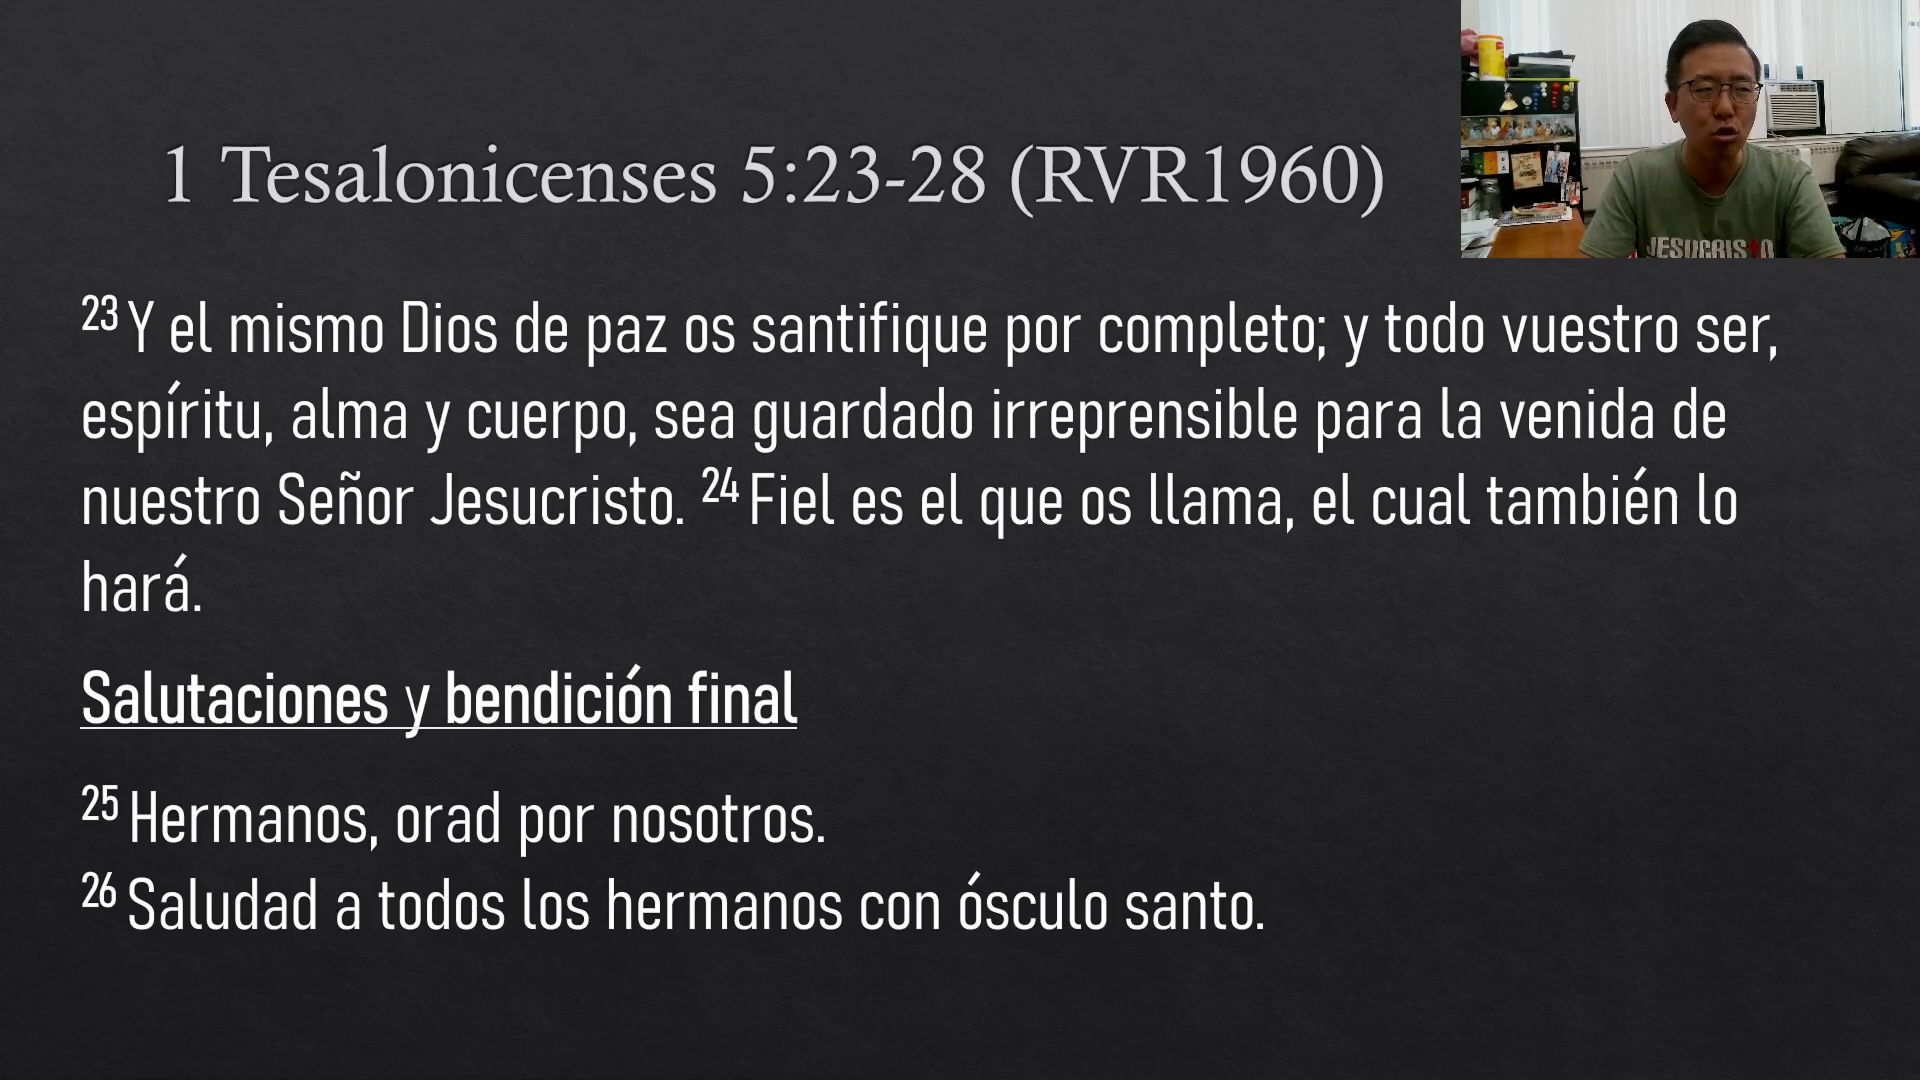 1 Tesalonicenses 5:23-28 (RVR1960)
23 Y el mismo Dios de paz os santifique por completo; y todo vuestro ser,
espíritu, alma y cuerpo, sea guardado irreprensible para la venida de
nuestro Señor Jesucristo. 24 Fiel es el que os llama, el cual también lo
hará.
Salutaciones y bendición final
25 Hermanos, orad por nosotros.
26 Saludad a todos los hermanos con ósculo santo.
JESUCRISTO